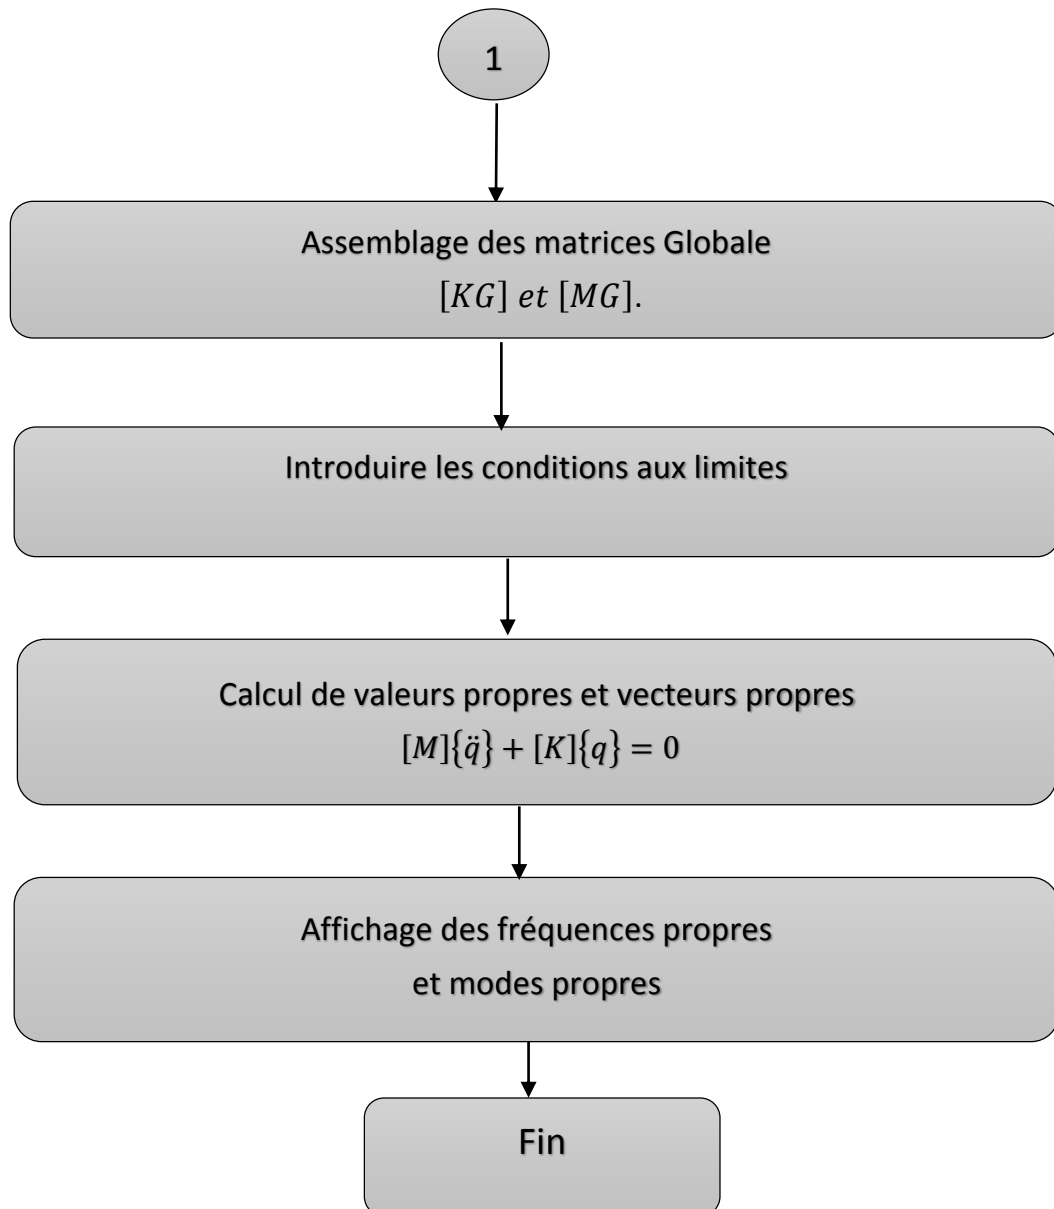 1
Assemblage des matrices Globale
[KG] et [MG].
Introduire les conditions aux limites
Calcul de valeurs propres et vecteurs propres
[M]{q̈} + [K]{q} = 0
Affichage des fréquences propres
et modes propres
Fin